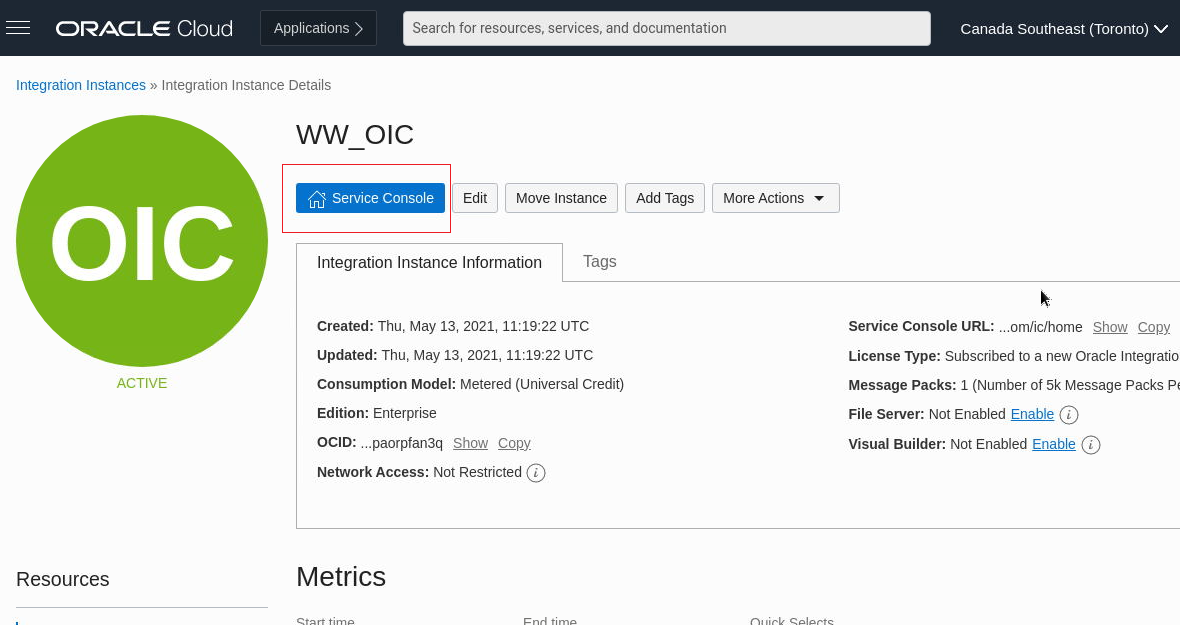 ORACLE Cloud
Applications
Search for resources, services, and documentation
Canada Southeast (Toronto)
Integration Instances » Integration Instance Details
OIC
ACTIVE
WW_OIC
Service Console
Edit
Move Instance
Add Tags
More Actions
Integration Instance Information
Tags
Created: Thu, May 13, 2021, 11:19:22 UTC
Updated: Thu, May 13, 2021, 11:19:22 UTC
Consumption Model: Metered (Universal Credit)
Edition: Enterprise
OCID: ...paorpfan3q Show Copy
Network Access: Not Restricted i
Service Console URL: ...om/ic/home Show Copy
License Type: Subscribed to a new Oracle Integratio
Message Packs: 1 (Number of 5k Message Packs Pe
File Server: Not Enabled Enable i
Visual Builder: Not Enabled Enable i
Resources
Metrics
Start time
End time
Quick Selects